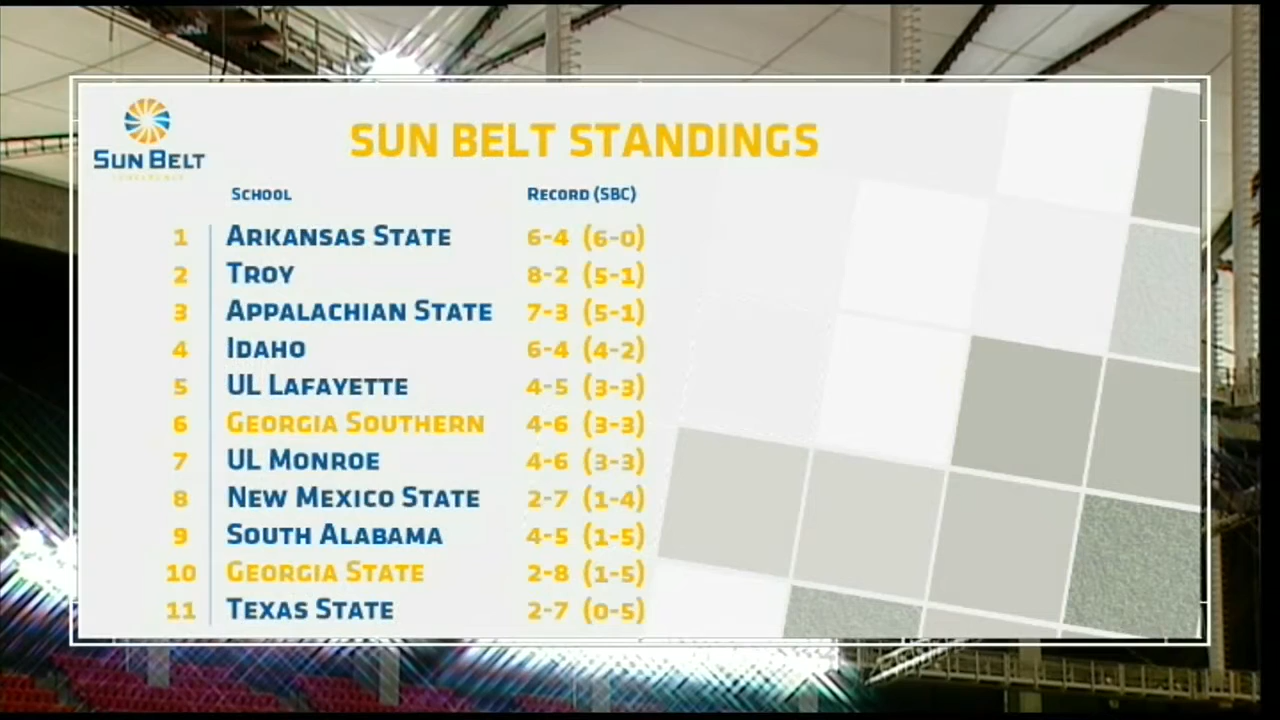 SUN BELT
CONFERENCE
SUN BELT STANDINGS
SCHOOL RECORD (SBC)
1 ARKANSAS STATE 6-4 (6-0)
2 TROY 8-2 (5-1)
3 APPALACHIAN STATE 7-3 (5-1)
4 IDAHO 6-4 (4-2)
5 UL LAFAYETTE 4-5 (3-3)
6 GEORGIA SOUTHERN 4-6 (3-3)
7 UL MONROE 4-6 (3-3)
8 NEW MEXICO STATE 2-7 (1-4)
9 SOUTH ALABAMA 4-5 (1-5)
10 GEORGIA STATE 2-8 (1-5)
11 TEXAS STATE 2-7 (0-5)